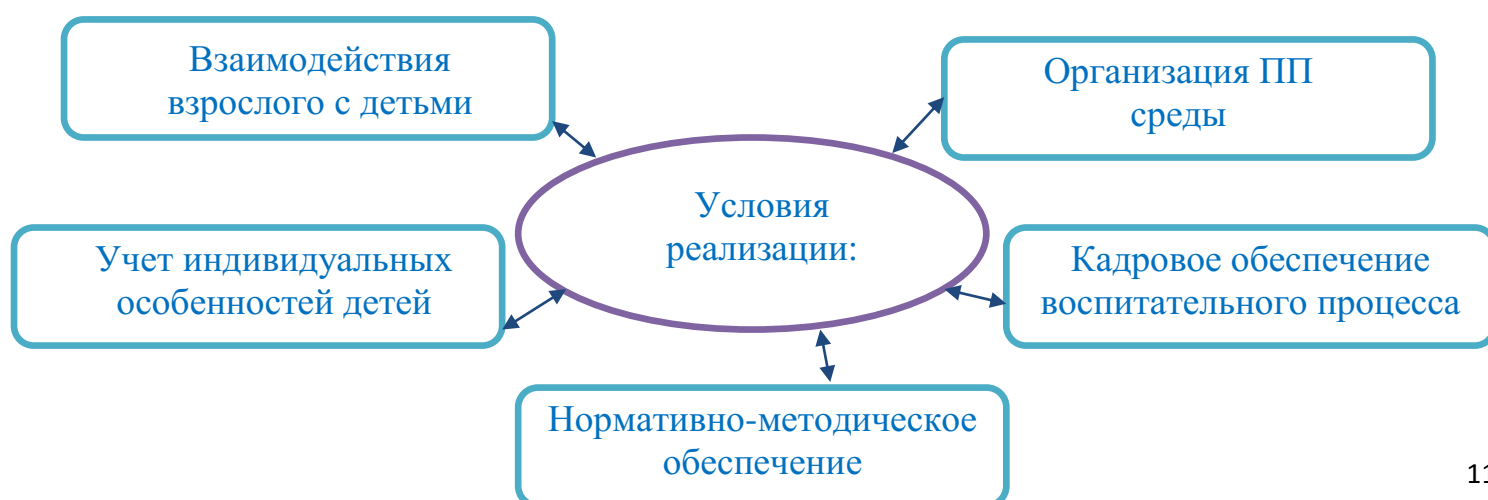 Взаимодействия
взрослого с детьми
Организация ПП
среды
Условия
реализации:
Учет индивидуальных
особенностей детей
Кадровое обеспечение
воспитательного процесса
Нормативно-методическое
обеспечение
11